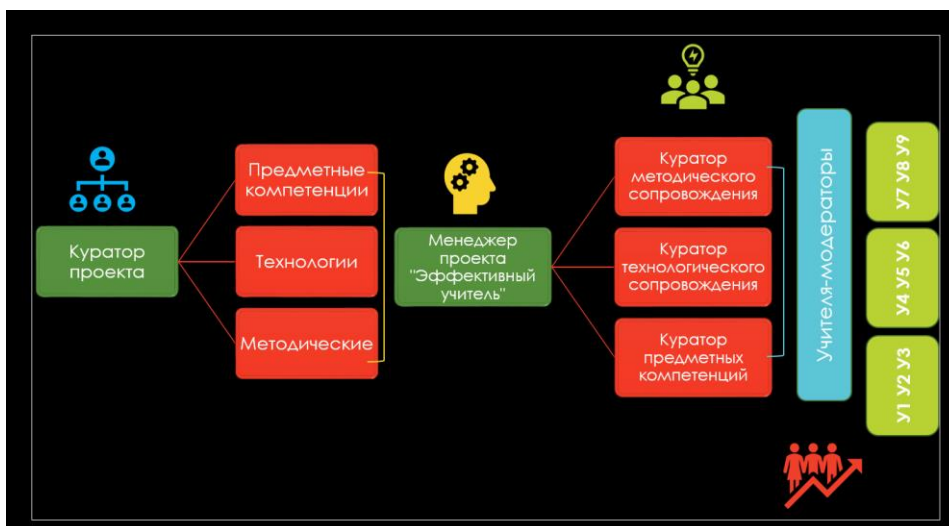 Куратор
проекта
Предметные
компетенции
Технологии
Методические
Менеджер
проекта
"Эффективный
учитель"
Куратор
методического
сопровождения
Куратор
технологического
сопровождения
Куратор
предметных
компетенций
Учителя-модераторы
У7 У8 У9
У4 У5 У6
У1 У2 У3